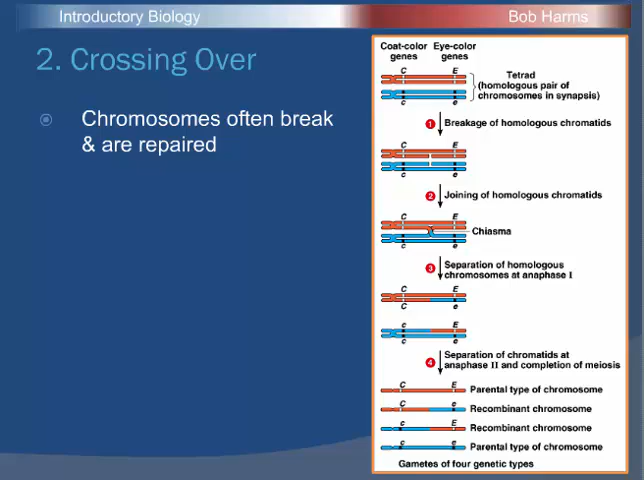 Introductory Biology
Bob Harms
2. Crossing Over
Chromosomes often break
& are repaired
Coat-color Eye-color
genes genes
C E
Tetrad
(homologous pair of
chromosomes in synapsis)
c e
1 Breakage of homologous chromatids
C E
c e
2 Joining of homologous chromatids
C E
Chiasma
c e
3 Separation of homologous
chromosomes at anaphase I
C E
C e
c E
c e
4 Separation of chromatids at
anaphase II and completion of meiosis
C E
Parental type of chromosome
C e
Recombinant chromosome
c E
Recombinant chromosome
c e
Parental type of chromosome
Gametes of four genetic types